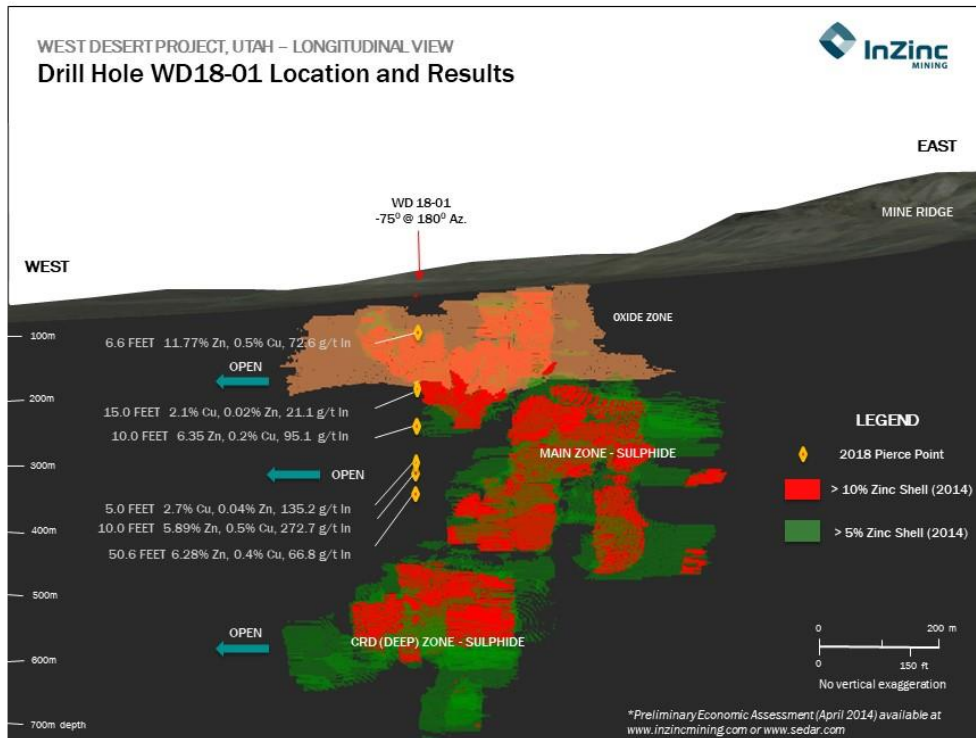 WEST DESERT PROJECT, UTAH – LONGITUDINAL VIEW
Drill Hole WD18-01 Location and Results
InZinc
MINING
EAST
WD 18-01
-75⁰ @ 180⁰ Az.
MINE RIDGE
WEST
100m
OXIDE ZONE
6.6 FEET 11.77% Zn, 0.5% Cu, 72.6 g/t In
OPEN
200m
15.0 FEET 2.1% Cu, 0.02% Zn, 21.1 g/t In
10.0 FEET 6.35 Zn, 0.2% Cu, 95.1 g/t In
LEGEND
2018 Pierce Point
MAIN ZONE - SULPHIDE
300m
OPEN
> 10% Zinc Shell (2014)
5.0 FEET 2.7% Cu, 0.04% Zn, 135.2 g/t In
10.0 FEET 5.89% Zn, 0.5% Cu, 272.7 g/t In
400m
> 5% Zinc Shell (2014)
50.6 FEET 6.28% Zn, 0.4% Cu, 66.8 g/t In
500m
OPEN
CRD (DEEP) ZONE - SULPHIDE
600m
0 200 m
0 150 ft
No vertical exaggeration
700m depth
*Preliminary Economic Assessment (April 2014) available at
www.inzincmining.com or www.sedar.com